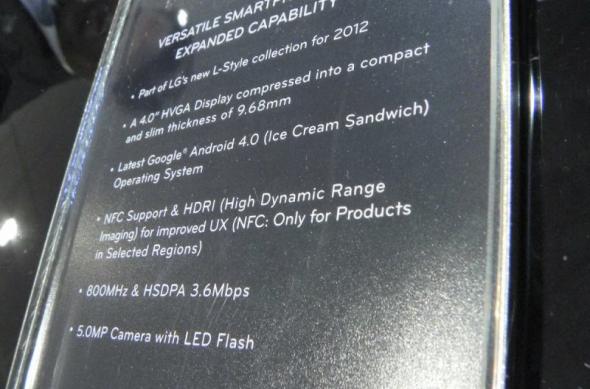 VERSATILE
EXPANDED CAPABILITY
• Part of LG's new L-Style collection for 2012
• A 4.0" HVGA Display compressed into a compact
and slim thickness of 9.68mm
• Latest Google® Android 4.0 (Ice Cream Sandwich)
Operating System
• NFC Support & HDRI (High Dynamic Range
Imaging) for improved UX (NFC: Only for Products
in Selected Regions)
• 800MHz & HSDPA 3.6Mbps
• 5.0MP Camera with LED Flash